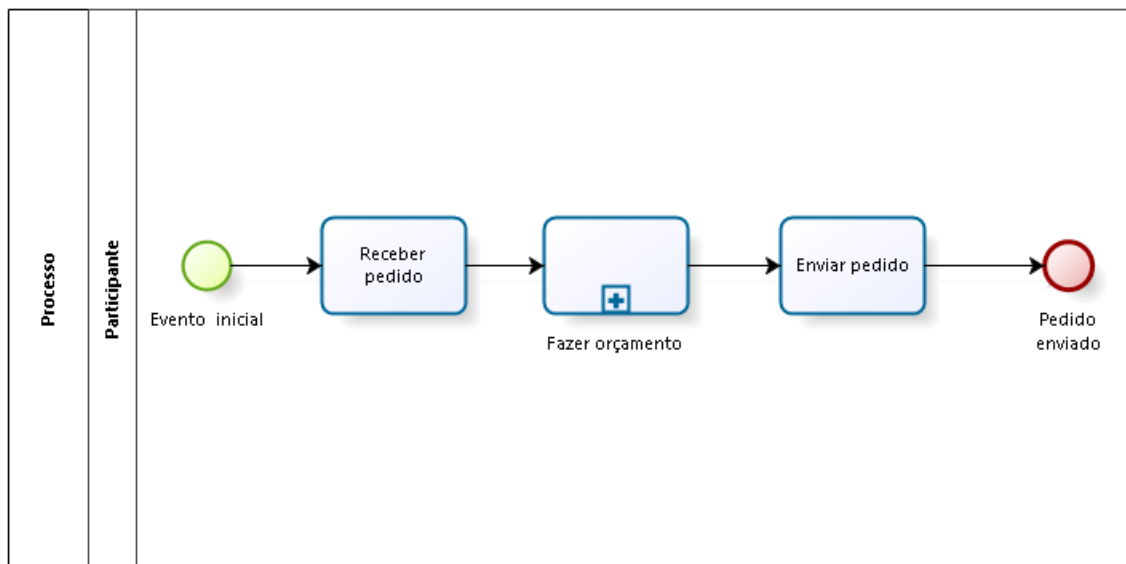 Processo
Participante
Evento inicial
Receber
pedido
Fazer orçamento
Enviar pedido
Pedido
enviado